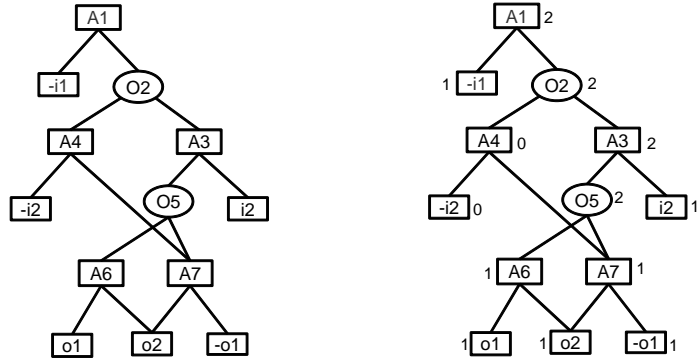 A1
-i1
O2
A4
A3
-i2
O5
i2
A6
A7
o1
o2
-o1
A1 2
1 -i1
O2 2
A4 0
A3 2
-i2 0
O5 2
i2 1
1 A6
A7 1
1 o1
1 o2
-o1 1